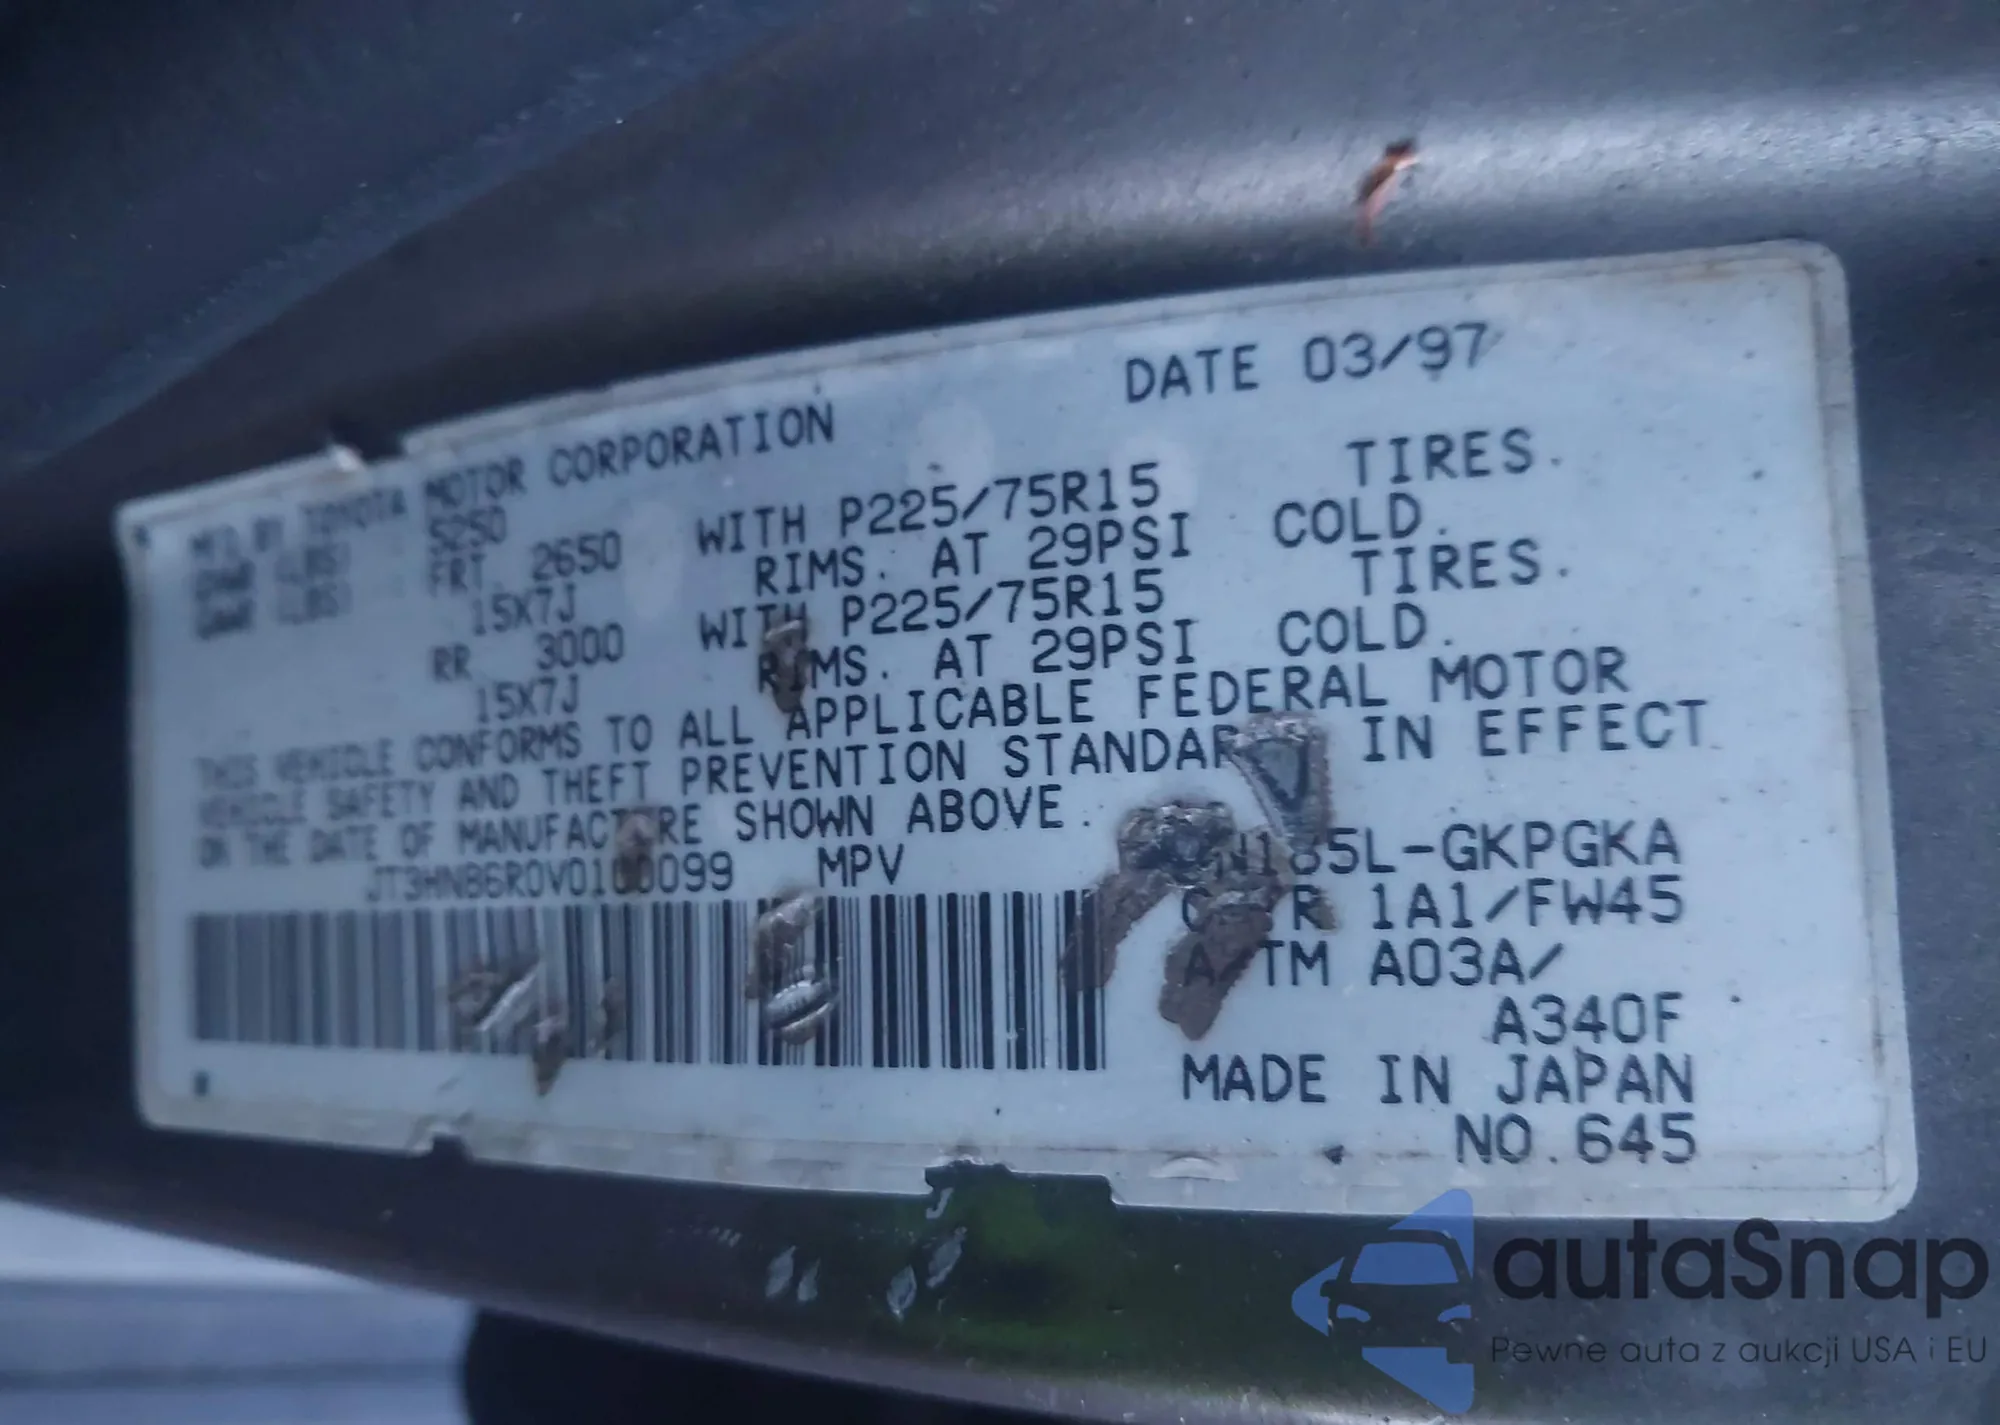 MFD. BY TOYOTA MOTOR CORPORATION DATE 03/97
GVWR (LBS) 5250
GAWR (LBS) FRT 2650 WITH P225/75R15 TIRES.
15X7J RIMS. AT 29PSI COLD.
RR 3000 WITH P225/75R15 TIRES.
15X7J RIMS. AT 29PSI COLD.
THIS VEHICLE CONFORMS TO ALL APPLICABLE FEDERAL MOTOR
VEHICLE SAFETY AND THEFT PREVENTION IN EFFECT
ON THE DATE OF MANUFACTURE SHOWN ABOVE.
MPV
1A1/FW45
TM A03A/
A340F
MADE IN JAPAN
NO.645
autaSnap
Pewne auta z aukcji USA i EU